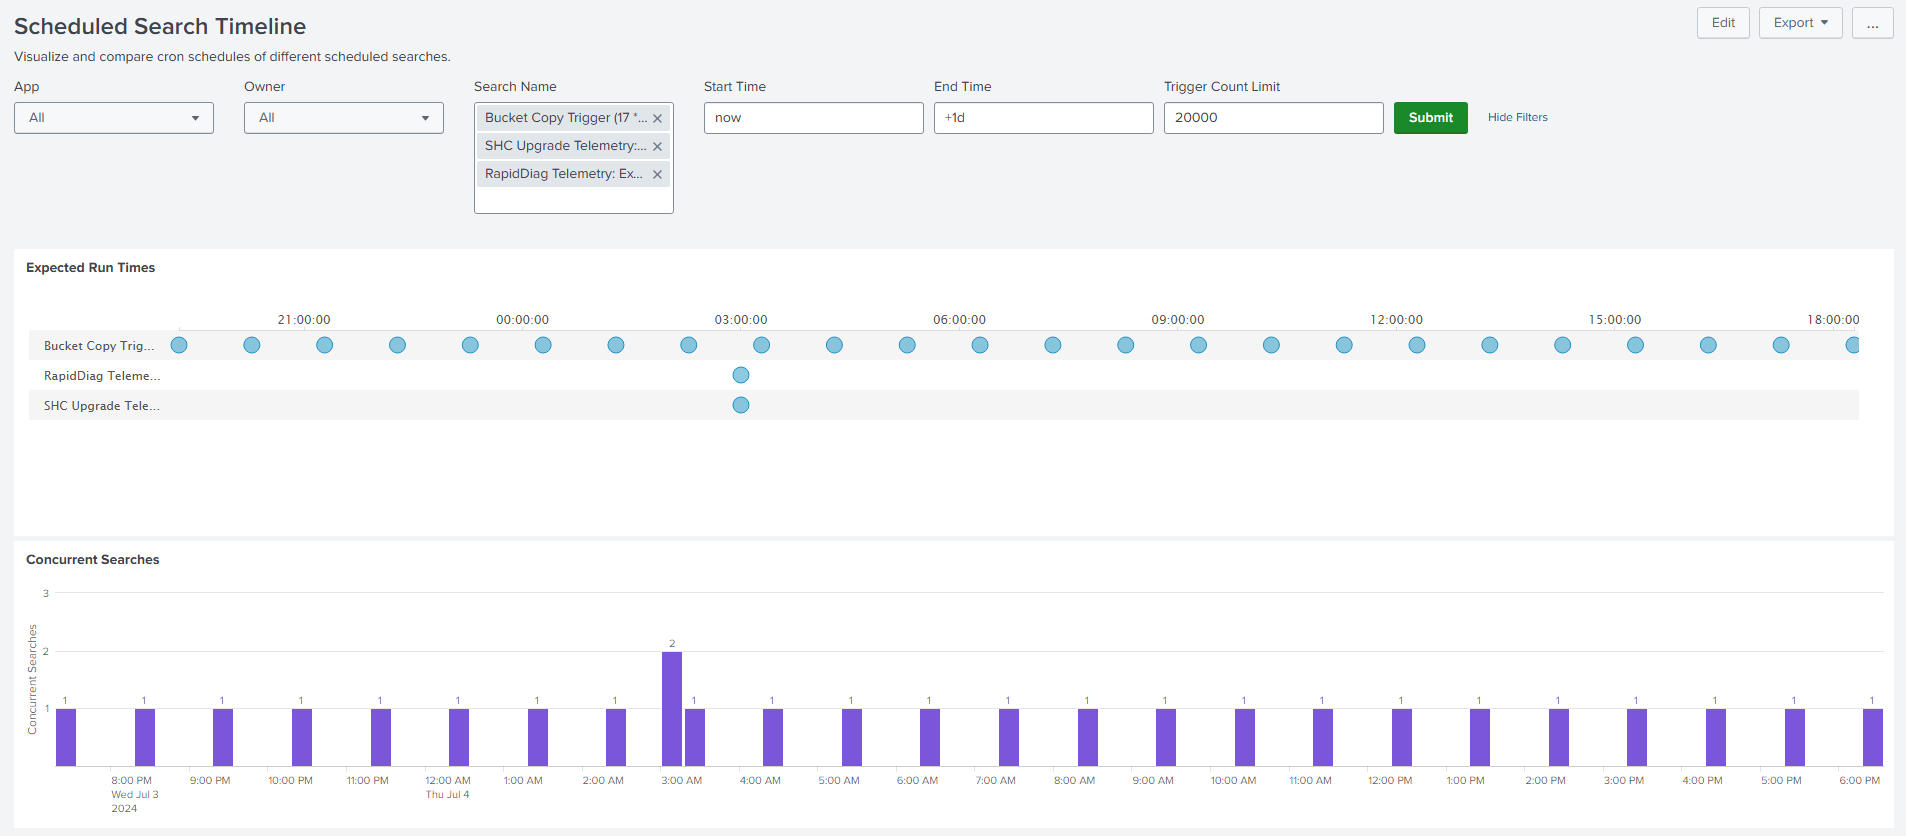 Scheduled Search Timeline
Edit
Export
...
Visualize and compare cron schedules of different scheduled searches.
App
Owner
Search Name
Start Time
End Time
Trigger Count Limit
All
All
Bucket Copy Trigger (17 *...
SHC Upgrade Telemetry:...
RapidDiag Telemetry: Ex...
now
+1d
20000
Submit
Hide Filters
Expected Run Times
21:00:00 00:00:00 03:00:00 06:00:00 09:00:00 12:00:00 15:00:00 18:00:00
Bucket Copy Trig...
RapidDiag Teleme...
SHC Upgrade Tele...
Concurrent Searches
Concurrent Searches
3
2
1
2
1 1 1 1 1 1 1 1 1 1 1 1 1 1 1 1 1 1 1 1 1 1 1 1
8:00 PM 9:00 PM 10:00 PM 11:00 PM 12:00 AM 1:00 AM 2:00 AM 3:00 AM 4:00 AM 5:00 AM 6:00 AM 7:00 AM 8:00 AM 9:00 AM 10:00 AM 11:00 AM 12:00 PM 1:00 PM 2:00 PM 3:00 PM 4:00 PM 5:00 PM 6:00 PM
Wed Jul 3 Thu Jul 4
2024